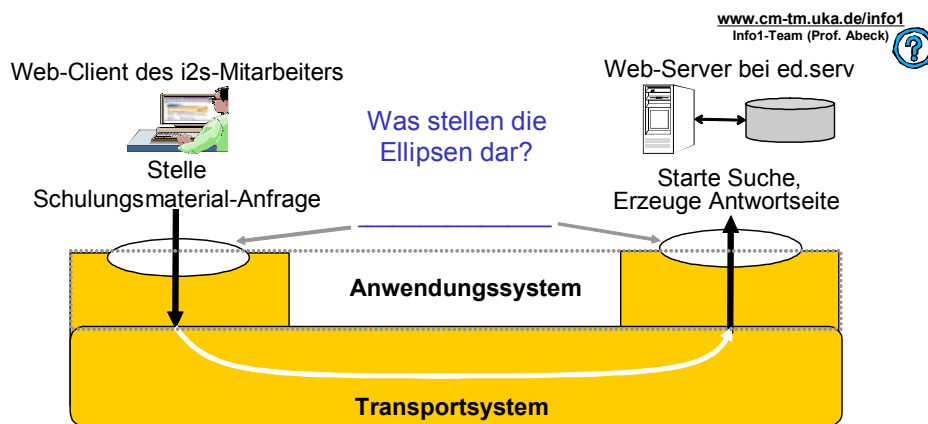 www.cm-tm.uka.de/info1
Info1-Team (Prof. Abeck)
?
Web-Client des i2s-Mitarbeiters
Web-Server bei ed.serv
Was stellen die
Ellipsen dar?
Stelle
Schulungsmaterial-Anfrage
Starte Suche,
Erzeuge Antwortseite
Anwendungssystem
Transportsystem